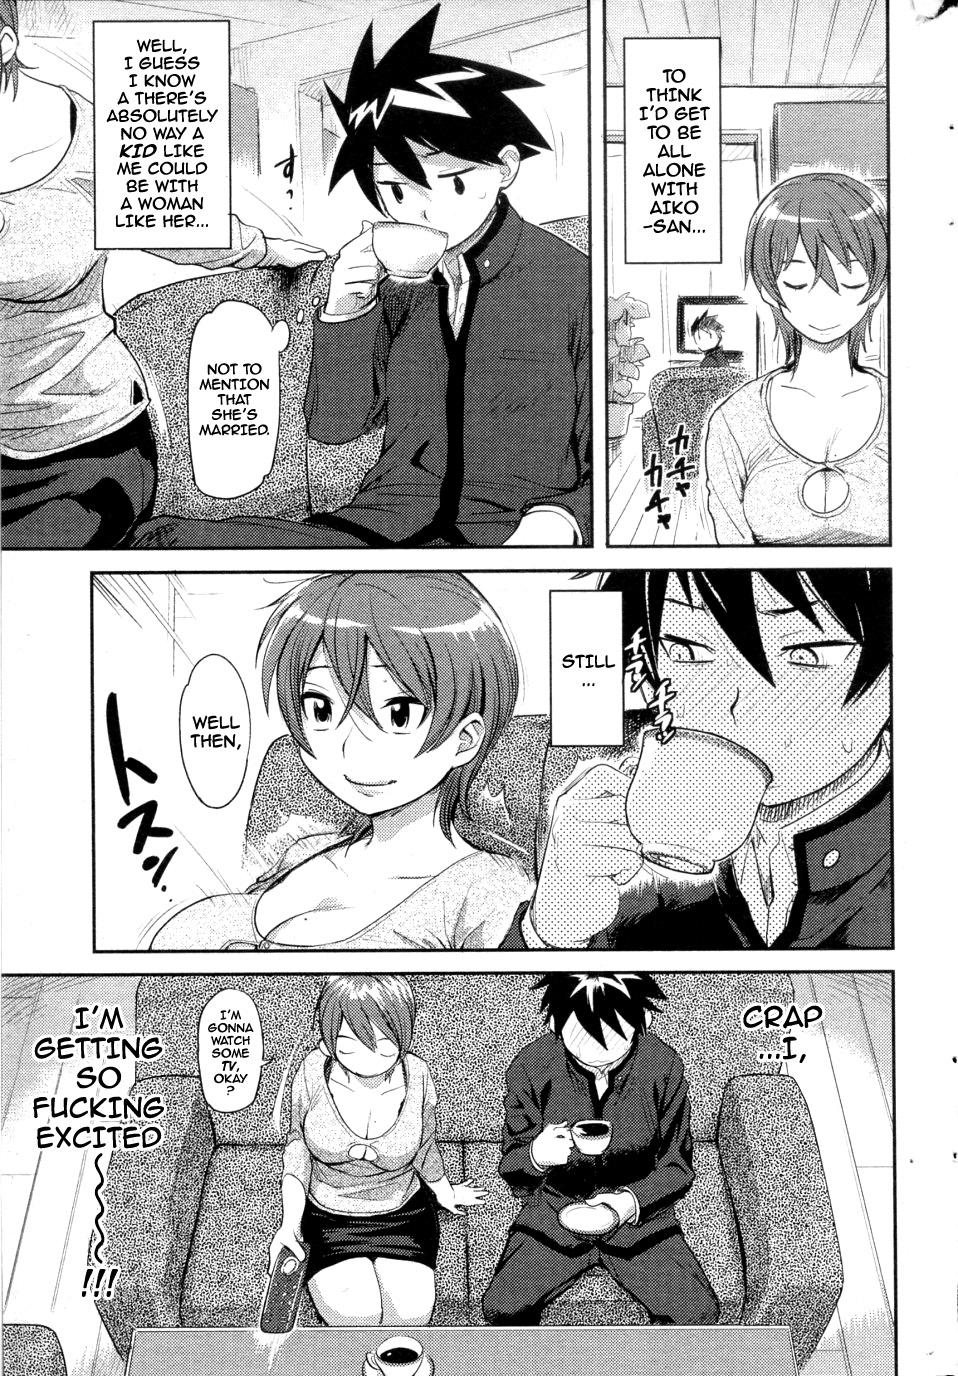 TO
THINK
I'D GET
TO BE
ALL
ALONE
WITH
AIKO
-SAN...
カチャ
カチャ
WELL,
I GUESS
I KNOW
A THERE'S
ABSOLUTELY
NO WAY A
KID LIKE
ME COULD
BE WITH
A WOMAN
LIKE HER...
す…?
NOT TO
MENTION
THAT
SHE'S
MARRIED.
STILL
...
WELL
THEN,
トスッ
CRAP
...I,
I'M
GONNA
WATCH
SOME
TV,
OKAY
?
I'M
GETTING
SO
FUCKING
EXCITED
!!!